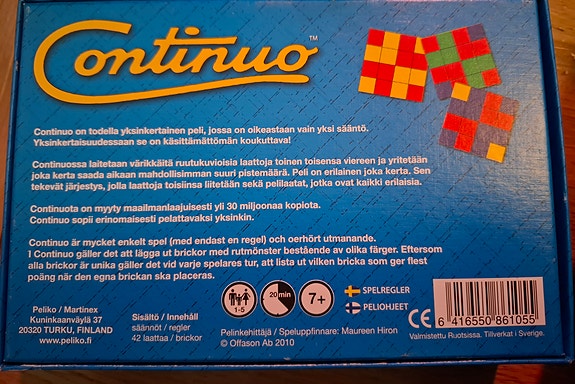 Continuo™
Continuo on todella yksinkertainen peli, jossa on oikeastaan vain yksi sääntö.
Yksinkertaisuudessaan se on käsittämättömän koukuttava!
Continuossa laitetaan värikkäitä ruutukuvioisia laattoja toinen toisensa viereen ja yritetään
joka kerta saada aikaan mahdollisimman suuri pistemäärä. Peli on erilainen joka kerta. Sen
tekevät järjestys, jolla laattoja toisiinsa liitetään sekä pelilaatat, jotka ovat kaikki erilaisia.
Continuota on myyty maailmanlaajuisesti yli 30 miljoonaa kopiota.
Continuo sopii erinomaisesti pelattavaksi yksinkin.
Continuo är mycket enkelt spel (med endast en regel) och oerhört utmanande.
I Continuo gäller det att lägga ut brickor med rutmönster bestående av olika färger. Eftersom
alla brickor är unika gäller det vid varje spelares tur, att lista ut vilken bricka som ger flest
poäng när den egna brickan ska placeras.
Peliko / Martinex
Kuninkaanväylä 37
20320 TURKU, FINLAND
www.peliko.fi
Sisältö / Innehåll
säännöt / regler
42 laattaa / brickor
1-5
20min
7+
SPELREGLER
PELIOHJEET
Pelinkehittäjä / Speluppfinnare: Maureen Hiron
© Offason Ab 2010
CE
6 416550 861055
Valmistettu Ruotsissa. Tillverkat i Sverige.